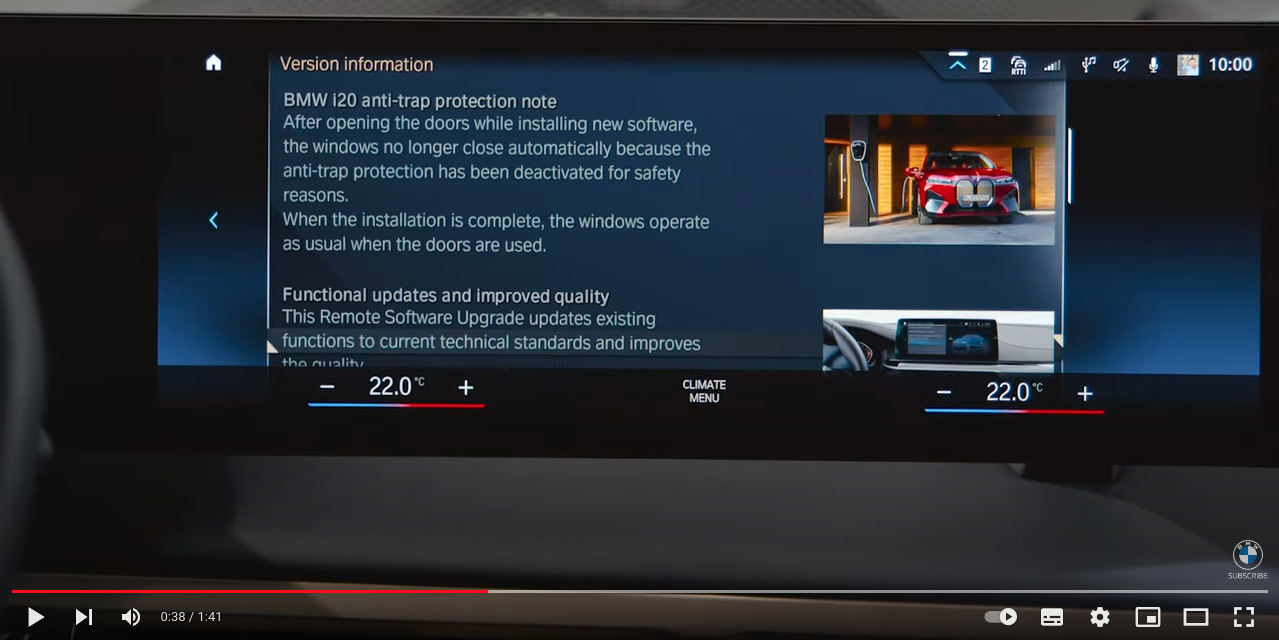 Version information
2
RTTI
10:00
BMW i20 anti-trap protection note
After opening the doors while installing new software,
the windows no longer close automatically because the
anti-trap protection has been deactivated for safety
reasons.
When the installation is complete, the windows operate
as usual when the doors are used.
Functional updates and improved quality
This Remote Software Upgrade updates existing
functions to current technical standards and improves
the quality
22.0 °C
CLIMATE
MENU
22.0 °C
BMW
SUBSCRIBE
0:38 / 1:41